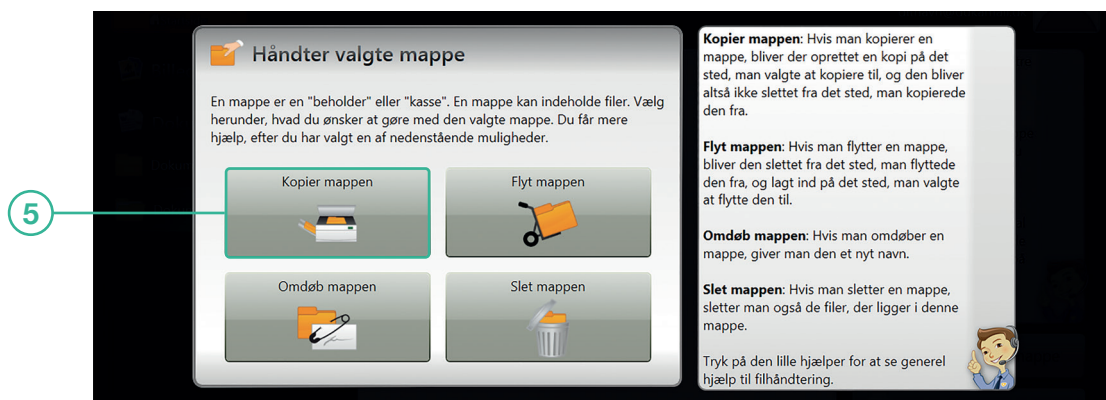 5
Håndter valgte mappe
En mappe er en "beholder" eller "kasse". En mappe kan indeholde filer. Vælg
herunder, hvad du ønsker at gøre med den valgte mappe. Du får mere
hjælp, efter du har valgt en af nedenstående muligheder.
Kopier mappen
Flyt mappen
Omdøb mappen
Slet mappen
Kopier mappen: Hvis man kopierer en
mappe, bliver der oprettet en kopi på det
sted, man valgte at kopiere til, og den bliver
altså ikke slettet fra det sted, man kopierede
den fra.
Flyt mappen: Hvis man flytter en mappe,
bliver den slettet fra det sted, man flyttede
den fra, og lagt ind på det sted, man valgte
at flytte den til.
Omdøb mappen: Hvis man omdøber en
mappe, giver man den et nyt navn.
Slet mappen: Hvis man sletter en mappe,
sletter man også de filer, der ligger i denne
mappe.
Tryk på den lille hjælper for at se generel
hjælp til filhåndtering.